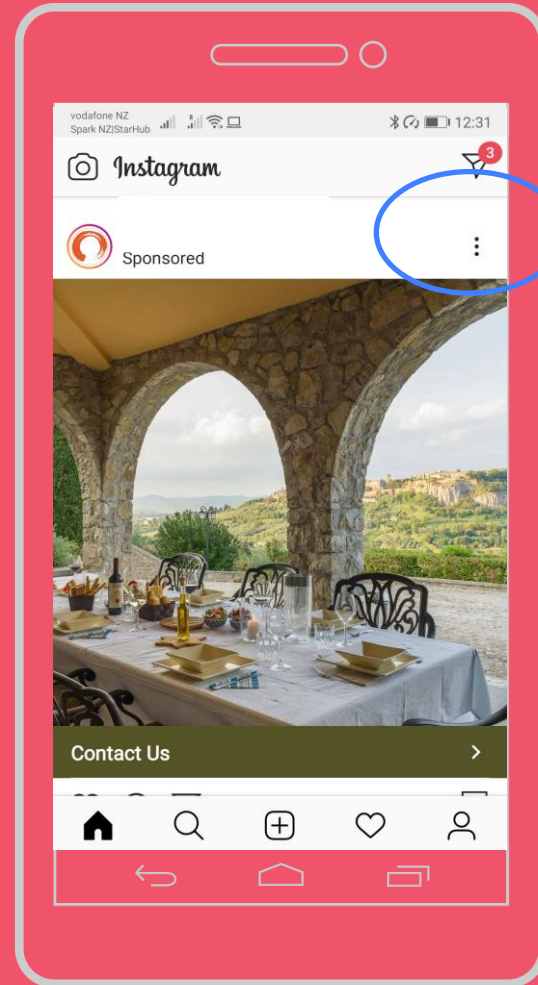 vodafone NZ
Spark NZ|StarHub
12:31
Instagram
3
Sponsored
Contact Us